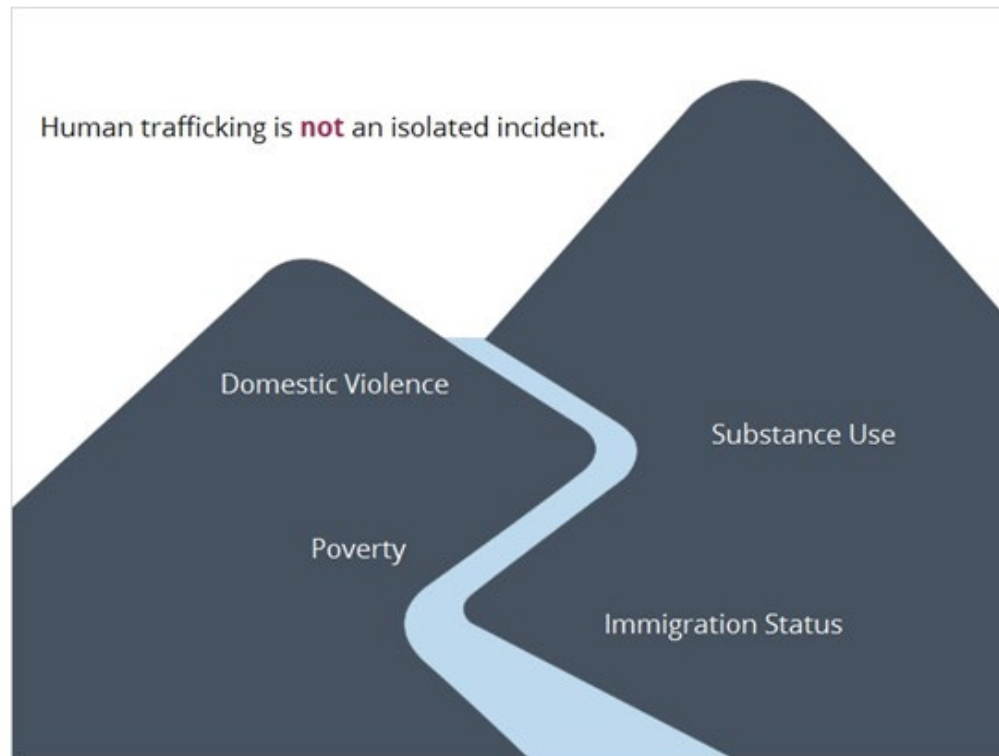 Human trafficking is not an isolated incident.
Domestic Violence
Substance Use
Poverty
Immigration Status